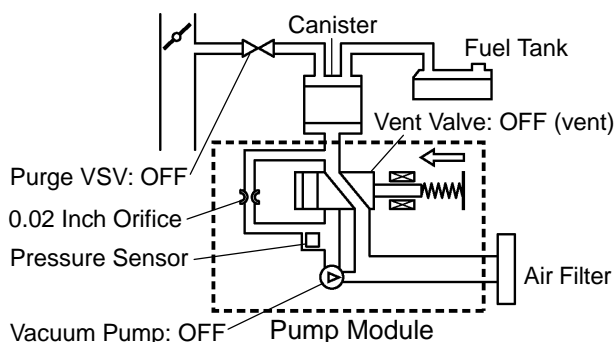 Canister
Fuel Tank
Vent Valve: OFF (vent)
Purge VSV: OFF
0.02 Inch Orifice
Pressure Sensor
Air Filter
Vacuum Pump: OFF
Pump Module